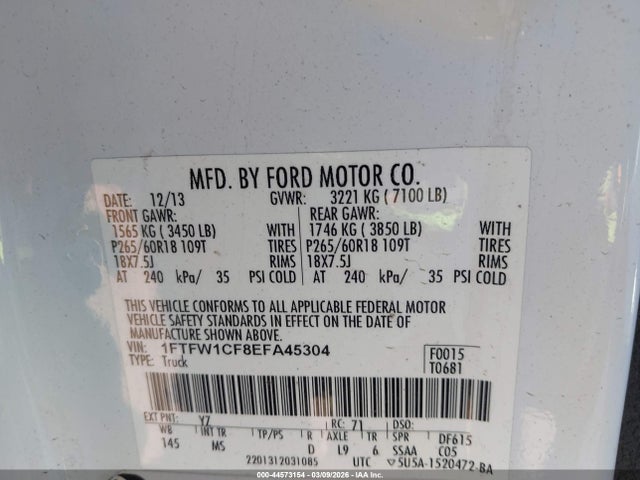 MFD. BY FORD MOTOR CO.
DATE: 12/13 GVWR: 3221 KG ( 7100 LB)
FRONT GAWR: REAR GAWR:
1565 KG ( 3450 LB) WITH 1746 KG ( 3850 LB) WITH
P265/60R18 109T TIRES P265/60R18 109T TIRES
18X7.5J RIMS 18X7.5J RIMS
AT 240 kPa/ 35 PSI COLD AT 240 kPa/ 35 PSI COLD
THIS VEHICLE CONFORMS TO ALL APPLICABLE FEDERAL MOTOR
VEHICLE SAFETY STANDARDS IN EFFECT ON THE DATE OF
MANUFACTURE SHOWN ABOVE.
VIN: 1FTFW1CF8EFA45304 F0015
TYPE: Truck T0681
EXT PNT: Y7 RC: 71 DSO:
WB INT TR TP/PS R AXLE TR SPR DF615
145 MS D L9 6 SSAA C05
2201312031085 UTC 5U5A-1520472-BA
000-44573154 | 03/09/2026 - IAA Inc.